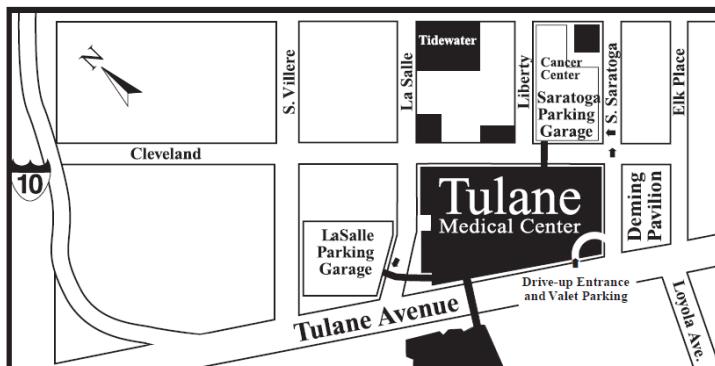 N
S. Villere
La Salle
Tidewater
Liberty
Cancer
Center
Saratoga
Parking
Garage
S. Saratoga
Elk Place
Cleveland
10
Tulane
Medical Center
Deming
Pavilion
LaSalle
Parking
Garage
Drive-up Entrance
and Valet Parking
Tulane Avenue
Loyola Ave.